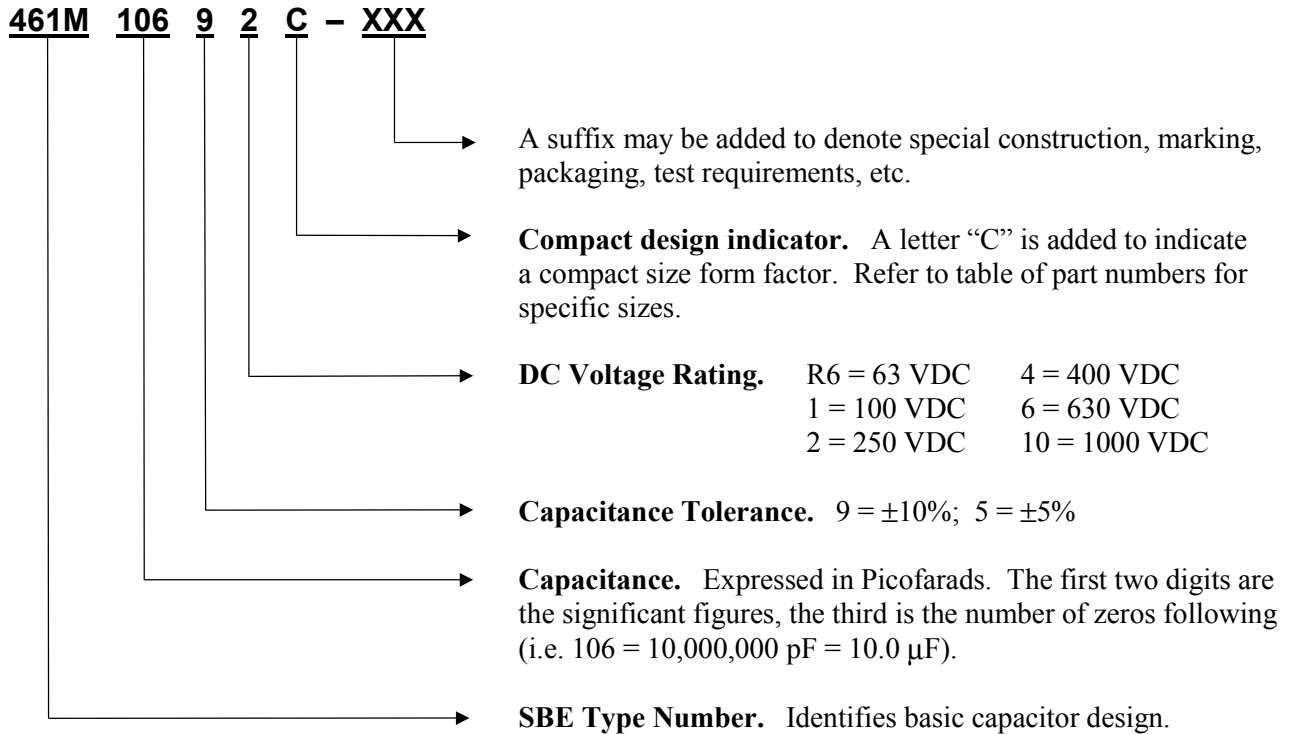 461M 106 9 2 C – XXX
A suffix may be added to denote special construction, marking,
packaging, test requirements, etc.
Compact design indicator. A letter “C” is added to indicate
a compact size form factor. Refer to table of part numbers for
specific sizes.
DC Voltage Rating. R6 = 63 VDC 4 = 400 VDC
1 = 100 VDC 6 = 630 VDC
2 = 250 VDC 10 = 1000 VDC
Capacitance Tolerance. 9 = ±10%; 5 = ±5%
Capacitance. Expressed in Picofarads. The first two digits are
the significant figures, the third is the number of zeros following
(i.e. 106 = 10,000,000 pF = 10.0 μF).
SBE Type Number. Identifies basic capacitor design.